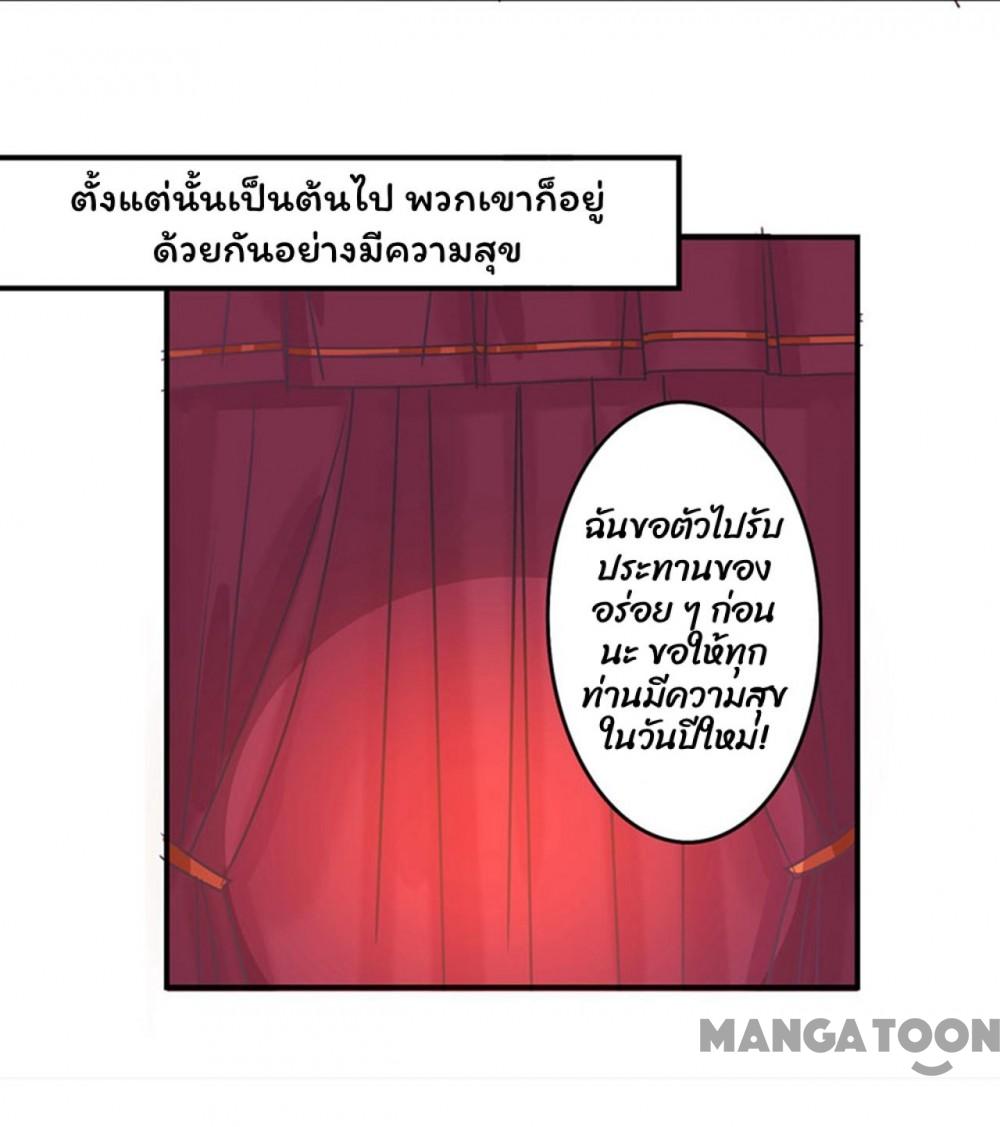 ตั้งแต่นั้นเป็นต้นไป พวกเขาก็อยู่
ด้วยกันอย่างมีความสุข
ฉันขอตัวไปรับ
ประทานของ
อร่อย ๆ ก่อน
นะ ขอให้ทุก
ท่านมีความสุข
ในวันปีใหม่!
MANGATOON